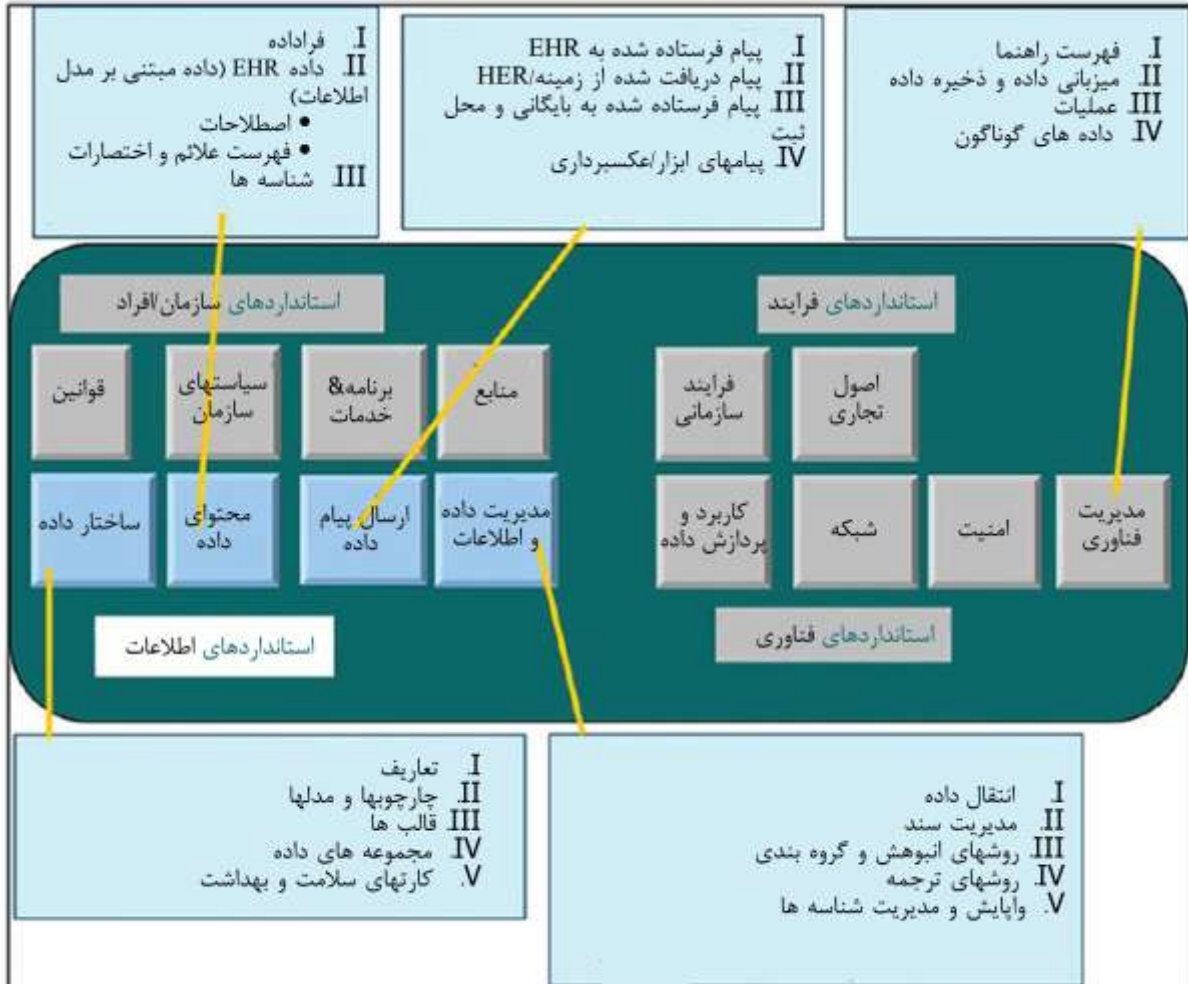 I. فراداده
II. داده EHR (داده مبتنی بر مدل
اطلاعات)
• اصطلاحات
• فهرست علائم و اختصارات
III. شناسه ها
I. پیام فرستاده شده به EHR
II. پیام دریافت شده از زمینه/HER
III. پیام فرستاده شده به بایگانی و محل
ثبت
IV. پیامهای ابزار/عکسبرداری
I. فهرست راهنما
II. میزبانی داده و ذخیره داده
III. عملیات
IV. داده های گوناگون
استانداردهای سازمان/افراد
استانداردهای فرایند
قوانین
سیاستهای
سازمان
برنامه&
خدمات
منابع
فرایند
سازمانی
اصول
تجاری
ساختار داده
محتوای
داده
ارسال پیام
داده
مدیریت داده
و اطلاعات
کاربرد و
پردازش داده
شبکه
امنیت
مدیریت
فناوری
استانداردهای اطلاعات
استانداردهای فناوری
I. تعاریف
II. چارچوبها و مدلها
III. قالب ها
IV. مجموعه های داده
V. کارتهای سلامت و بهداشت
I. انتقال داده
II. مدیریت سند
III. روشهای انبوهش و گروه بندی
IV. روشهای ترجمه
V. واپایش و مدیریت شناسه ها